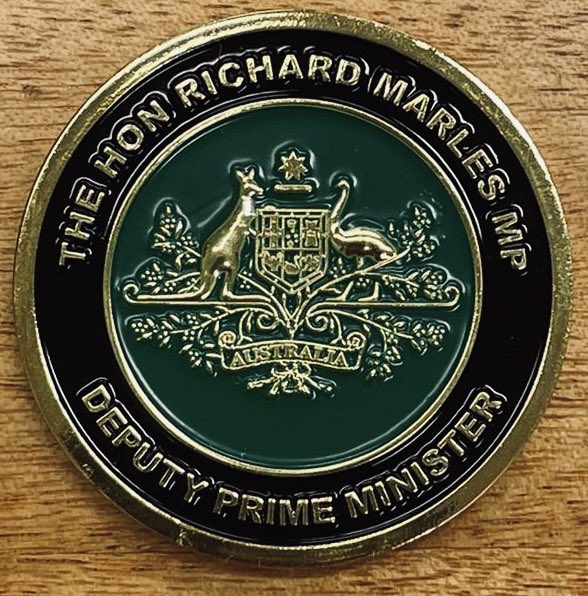 THE HON RICHARD MARLES MP
AUSTRALIA
DEPUTY PRIME MINISTER